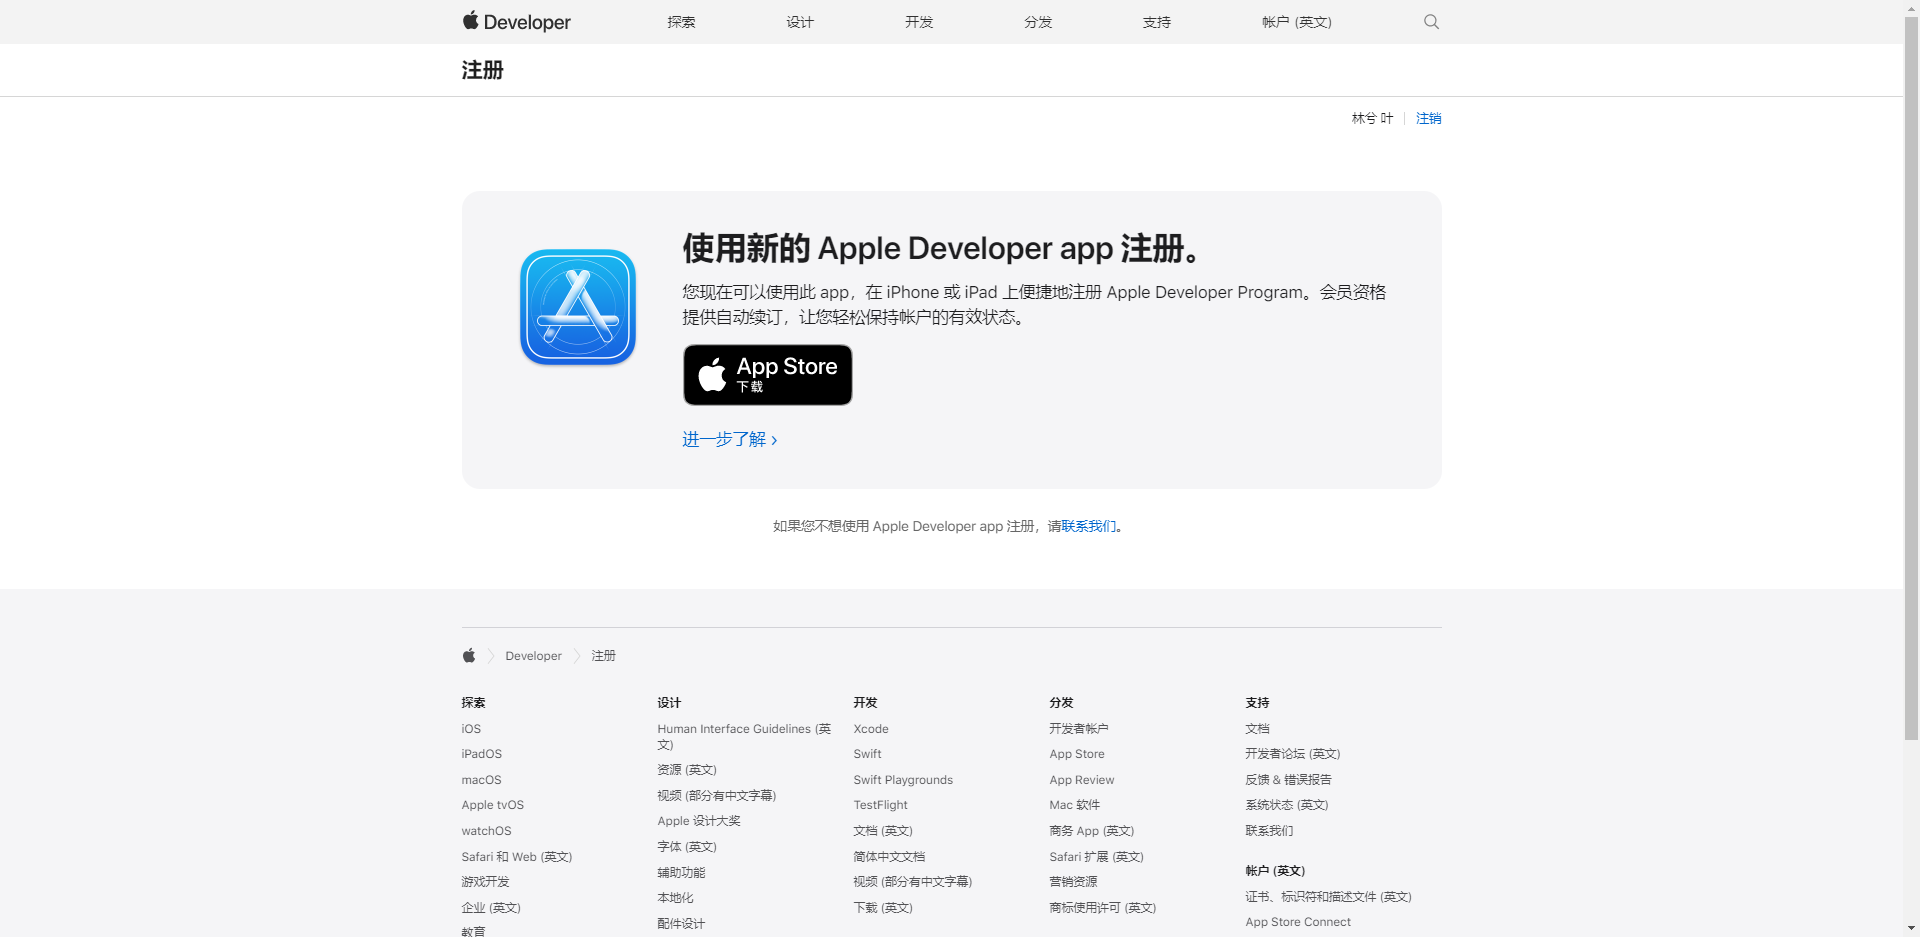 Developer
探索
设计
开发
分发
支持
帐户 (英文)
注册
林兮 叶
注销
使用新的 Apple Developer app 注册。
您现在可以使用此 app，在 iPhone 或 iPad 上便捷地注册 Apple Developer Program。会员资格
提供自动续订，让您轻松保持帐户的有效状态。
App Store
下载
进一步了解 ›
如果您不想使用 Apple Developer app 注册，请联系我们。
Developer
注册
探索
iOS
iPadOS
macOS
Apple tvOS
watchOS
Safari 和 Web (英文)
游戏开发
企业 (英文)
教育
设计
Human Interface Guidelines (英
文)
资源 (英文)
视频 (部分有中文字幕)
Apple 设计大奖
字体 (英文)
辅助功能
本地化
配件设计
开发
Xcode
Swift
Swift Playgrounds
TestFlight
文档 (英文)
简体中文文档
视频 (部分有中文字幕)
下载 (英文)
分发
开发者帐户
App Store
App Review
Mac 软件
商务 App (英文)
Safari 扩展 (英文)
营销资源
商标使用许可 (英文)
支持
文档
开发者论坛 (英文)
反馈 & 错误报告
系统状态 (英文)
联系我们
帐户 (英文)
证书、标识符和描述文件 (英文)
App Store Connect